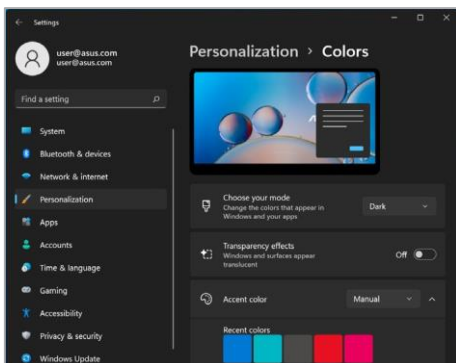 Settings
user@asus.com
user@asus.com
Find a setting
System
Bluetooth & devices
Network & internet
Personalization
Apps
Accounts
Time & language
Gaming
Accessibility
Privacy & security
Windows Update
Personalization > Colors
Choose your mode
Change the colors that appear in
Windows and your apps
Dark
Transparency effects
Windows and surfaces appear
translucent
Off
Accent color
Manual
Recent colors